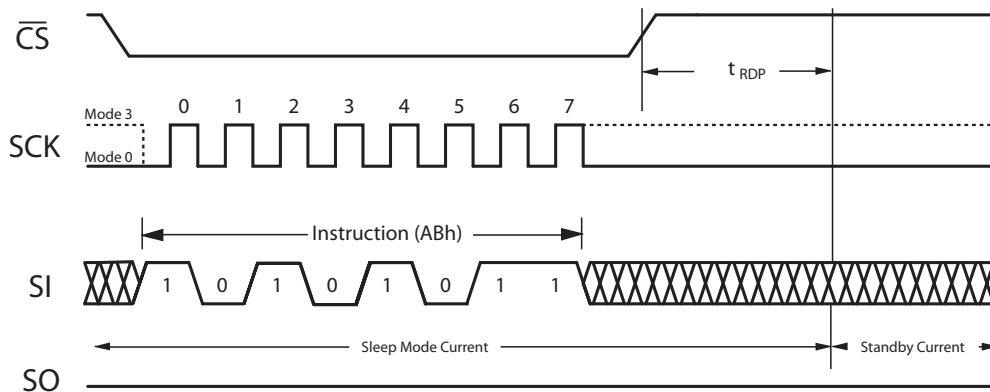 CS
t RDP
Mode 3
0 1 2 3 4 5 6 7
SCK
Mode 0
Instruction (ABh)
SI
1 0 1 0 1 0 1 1
Sleep Mode Current
Standby Current
SO